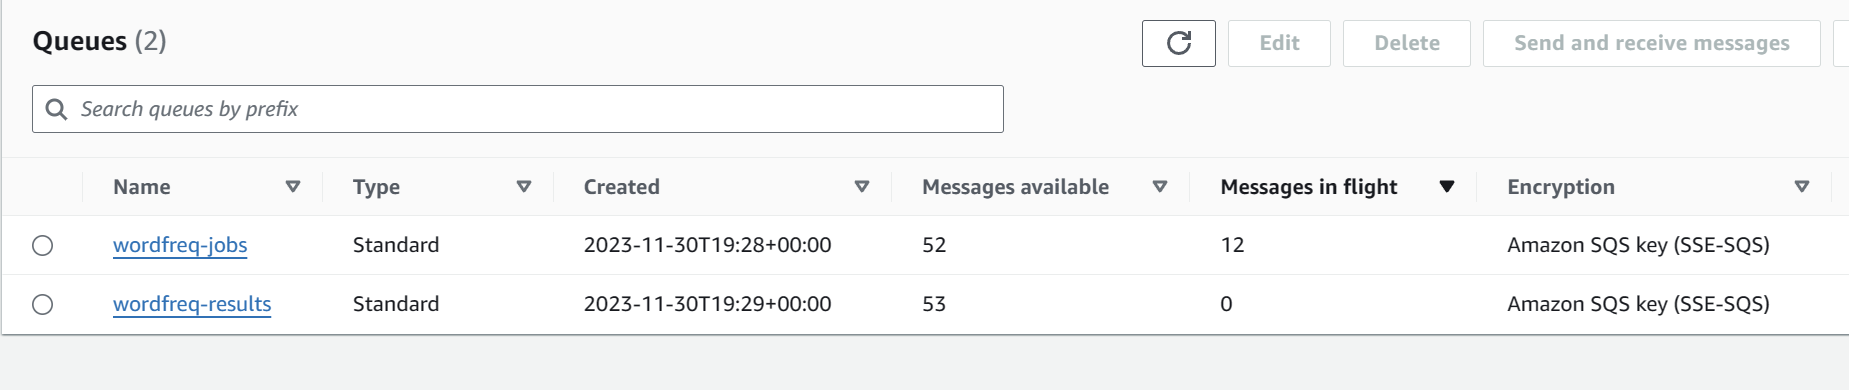 Queues (2)
Edit
Delete
Send and receive messages
Search queues by prefix
Name Type Created Messages available Messages in flight Encryption
wordfreq-jobs Standard 2023-11-30T19:28+00:00 52 12 Amazon SQS key (SSE-SQS)
wordfreq-results Standard 2023-11-30T19:29+00:00 53 0 Amazon SQS key (SSE-SQS)